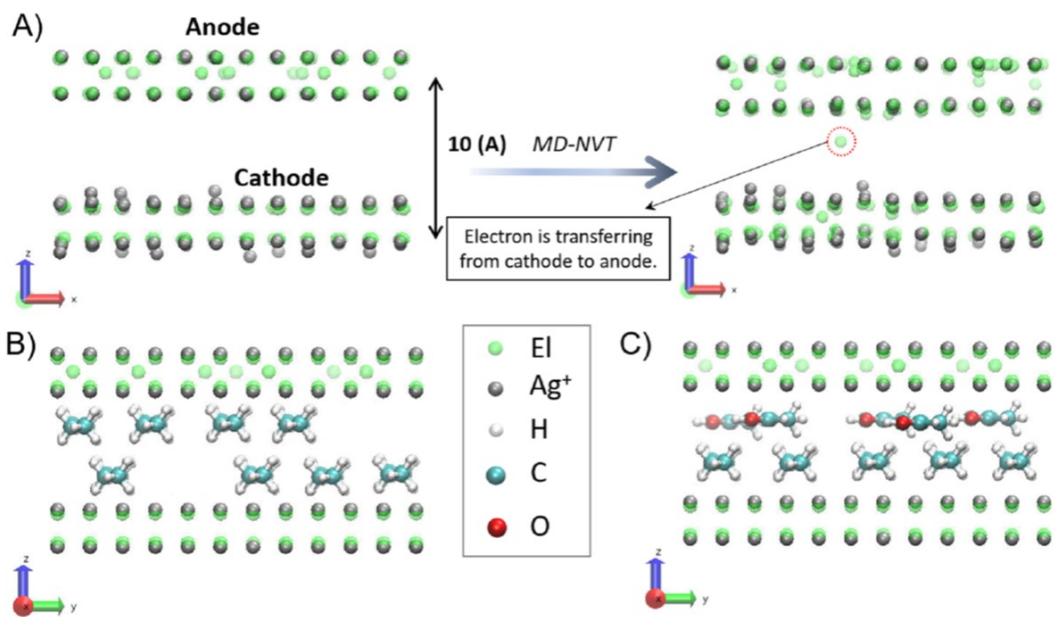 A)
Anode
10 (A)
MD-NVT
Cathode
Electron is transferring
from cathode to anode.
z
x
z
x
B)
El
Ag+
H
C
O
C)
z
x
y
z
x
y